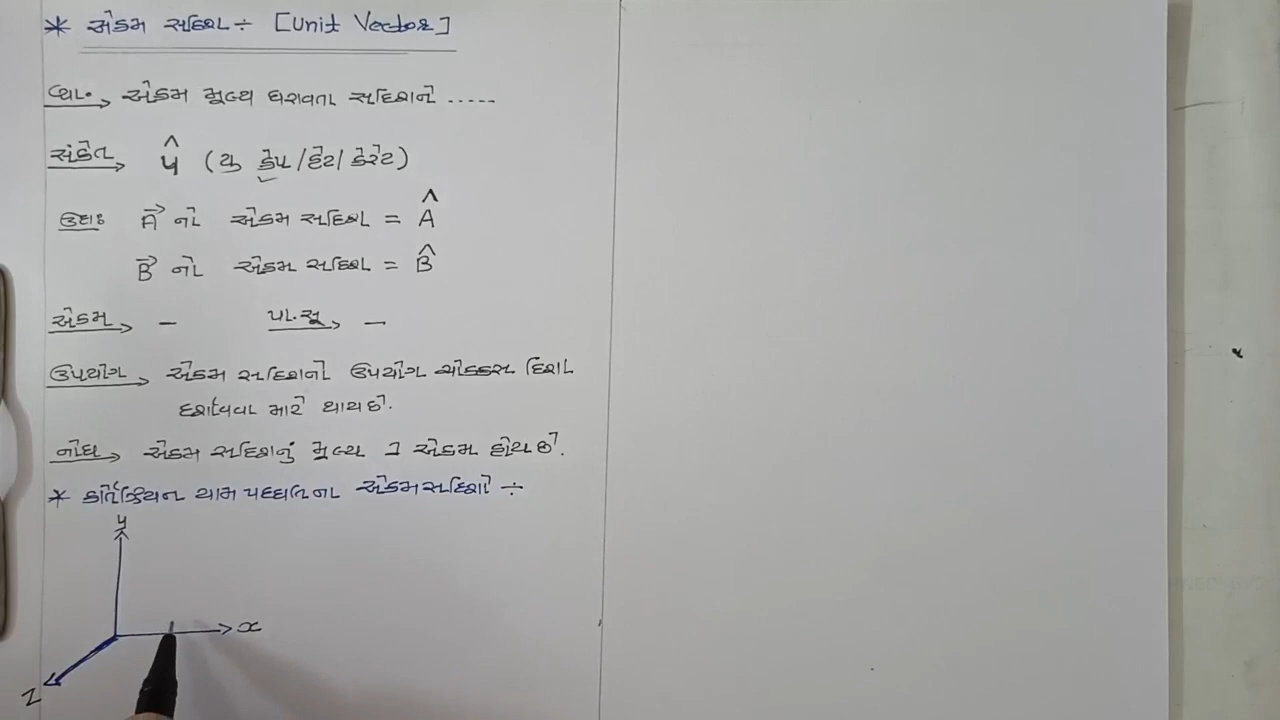 * એકમ સદિશ ÷ [Unit Vector]
વ્યા. → એકમ મૂલ્ય ધરાવતા સદિશને .....
સંકેત → û (યુ કેપ/હેટ/કેરેટ)
ઉદાઃ A⃗ નો એકમ સદિશ = Â
B⃗ નો એકમ સદિશ = B̂
એકમ → – પા.સૂ → –
ઉપયોગ → એકમ સદિશનો ઉપયોગ ચોક્કસ દિશા
દર્શાવવા માટે થાય છે.
નોંધ → એકમ સદિશનું મૂલ્ય 1 એકમ હોય છે.
* કાર્તેઝિયન યામ પધ્ધતિના એકમ સદિશો ÷
y
x
z